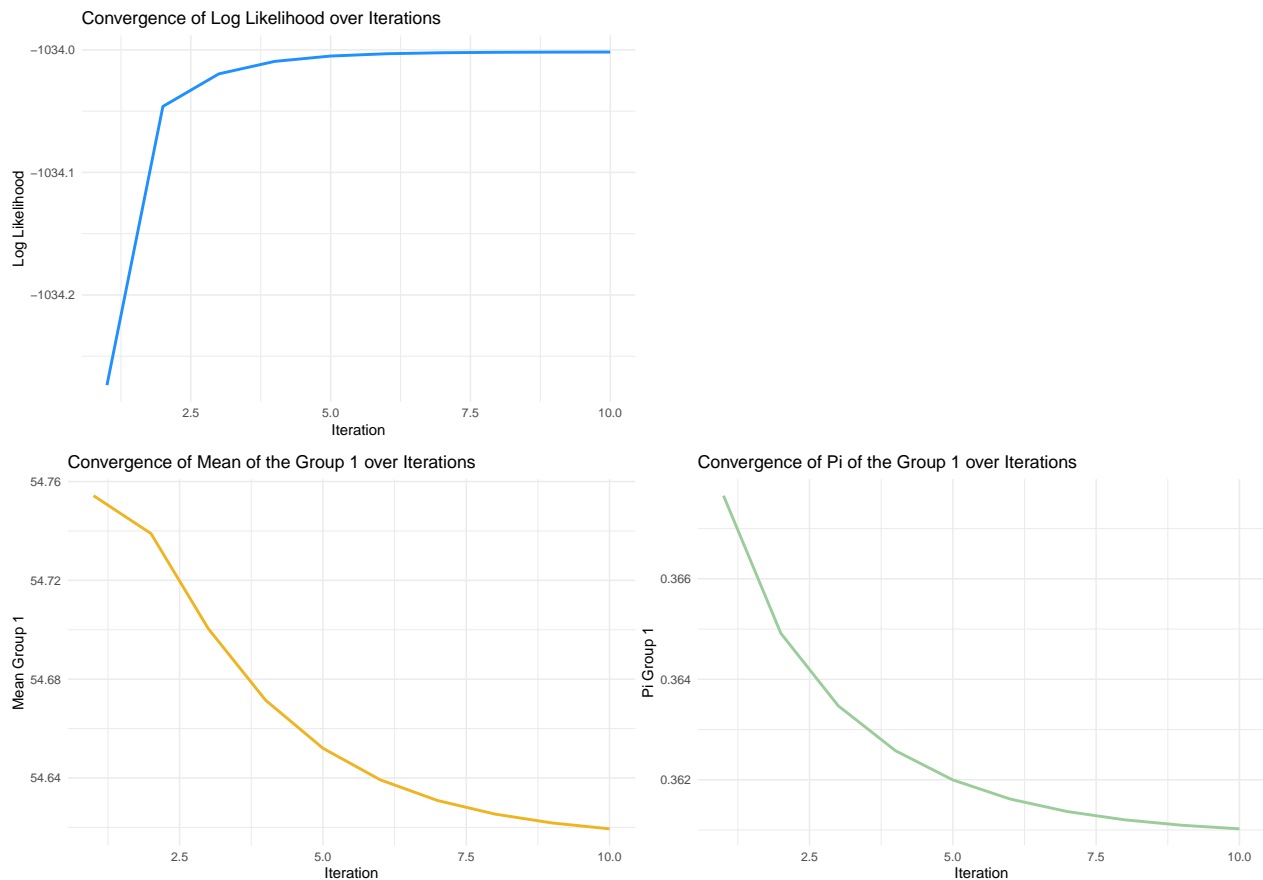 Convergence of Log Likelihood over Iterations
Log Likelihood
−1034.0
−1034.1
−1034.2
2.5 5.0 7.5 10.0
Iteration
Convergence of Mean of the Group 1 over Iterations
Mean Group 1
54.76
54.72
54.68
54.64
2.5 5.0 7.5 10.0
Iteration
Convergence of Pi of the Group 1 over Iterations
Pi Group 1
0.366
0.364
0.362
2.5 5.0 7.5 10.0
Iteration